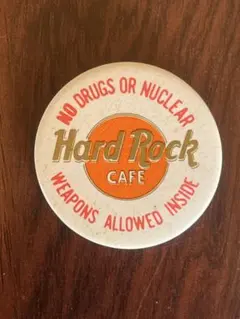 NO DRUGS OR NUCLEAR
Hard Rock
CAFE
WEAPONS ALLOWED INSIDE